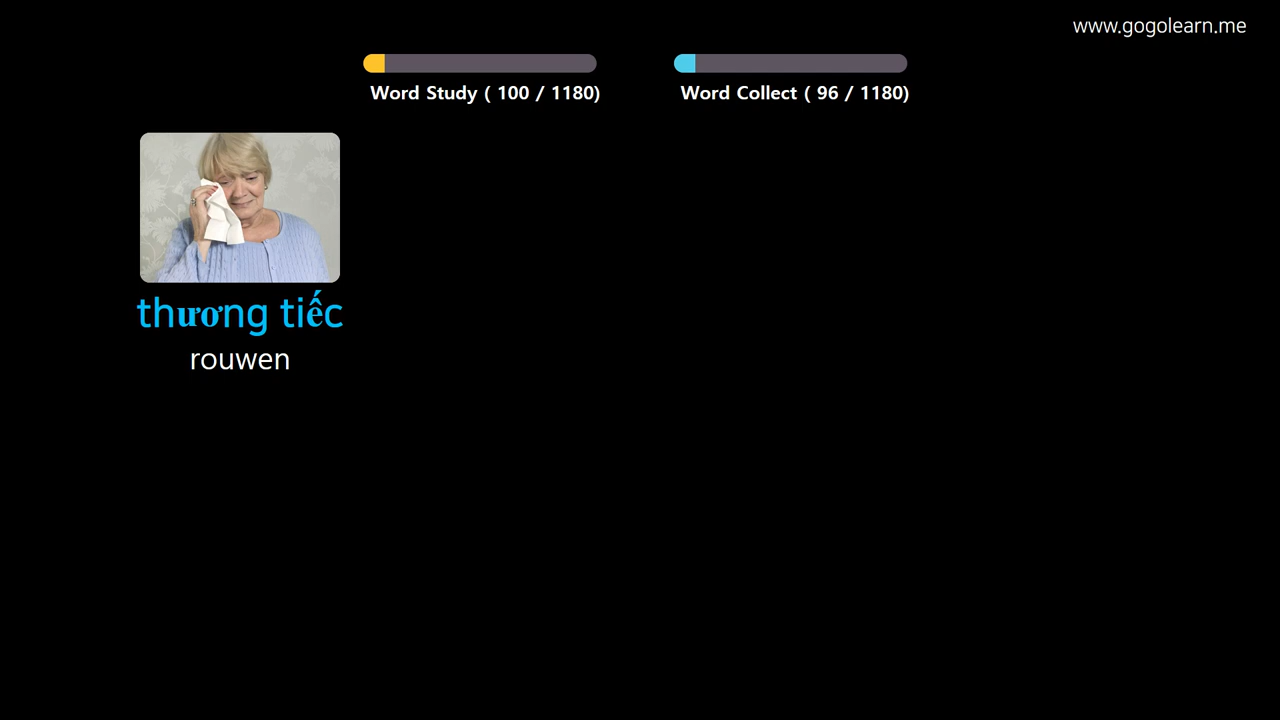 www.gogolearn.me
Word Study ( 100 / 1180)
Word Collect ( 96 / 1180)
thương tiếc
rouwen